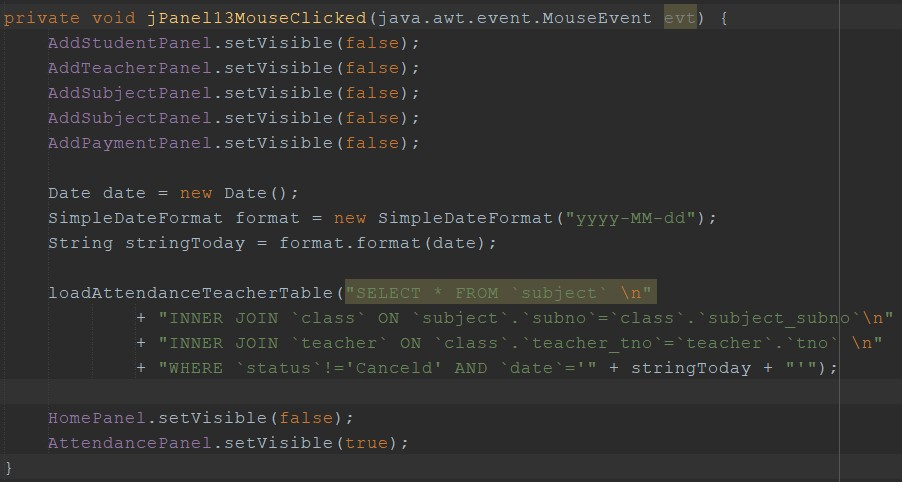 private void jPanel13MouseClicked(java.awt.event.MouseEvent evt) {
AddStudentPanel.setVisible(false);
AddTeacherPanel.setVisible(false);
AddSubjectPanel.setVisible(false);
AddSubjectPanel.setVisible(false);
AddPaymentPanel.setVisible(false);
Date date = new Date();
SimpleDateFormat format = new SimpleDateFormat("yyyy-MM-dd");
String stringToday = format.format(date);
loadAttendanceTeacherTable("SELECT * FROM `subject` \n"
+ "INNER JOIN `class` ON `subject`.`subno`=`class`.`subject_subno`\n"
+ "INNER JOIN `teacher` ON `class`.`teacher_tno`=`teacher`.`tno` \n"
+ "WHERE `status`!='Canceld' AND `date`='" + stringToday + "'");
HomePanel.setVisible(false);
AttendancePanel.setVisible(true);
}